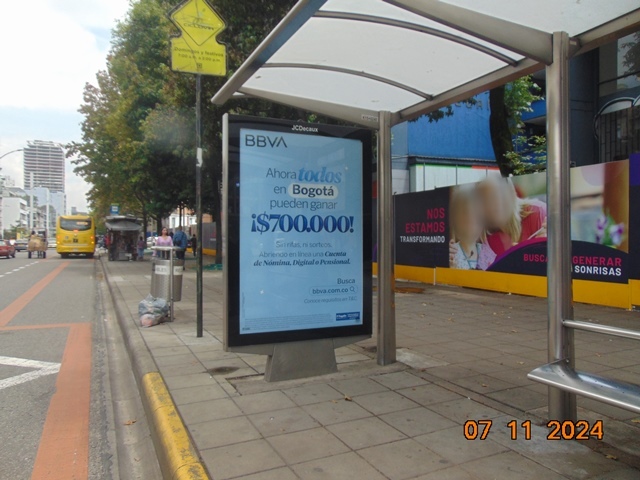 JCDecaux
BBVA
Ahora todos
en Bogotá
pueden ganar
¡$700.000!
Sin rifas, ni sorteos.
Abriendo en línea una Cuenta
de Nómina, Digital o Pensional.
Busca
bbva.com.co
NOS
ESTAMOS
TRANSFORMANDO
BUSCA
GENERAR
SONRISAS
07 11 2024